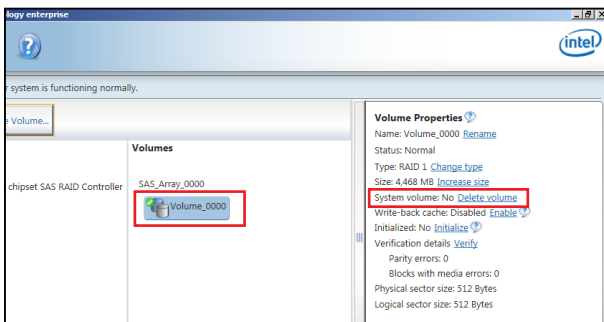 ology enterprise
intel
system is functioning normally.
Volume...
Volumes
chipset SAS RAID Controller
SAS_Array_0000
Volume_0000
Volume Properties
Name: Volume_0000 Rename
Status: Normal
Type: RAID 1 Change type
Size: 4,468 MB Increase size
System volume: No Delete volume
Write-back cache: Disabled Enable
Initialized: No Initialize
Verification details Verify
Parity errors: 0
Blocks with media errors: 0
Physical sector size: 512 Bytes
Logical sector size: 512 Bytes